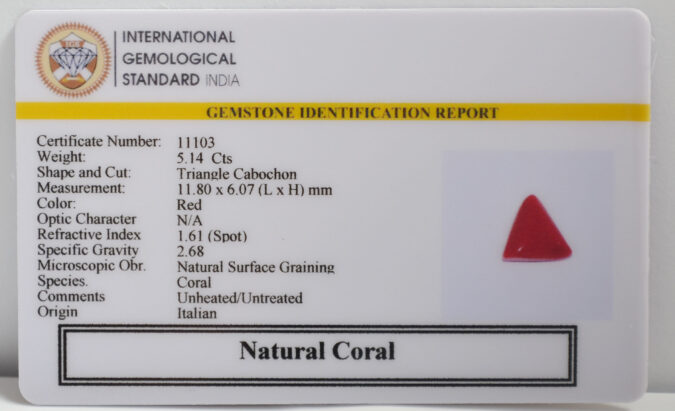 INTERNATIONAL
GEMOLOGICAL
STANDARD INDIA
GEMSTONE IDENTIFICATION REPORT
Certificate Number: 11103
Weight: 5.14 Cts
Shape and Cut: Triangle Cabochon
Measurement: 11.80 x 6.07 (L x H) mm
Color: Red
Optic Character N/A
Refractive Index 1.61 (Spot)
Specific Gravity 2.68
Microscopic Obr. Natural Surface Graining
Species. Coral
Comments Unheated/Untreated
Origin Italian
Natural Coral